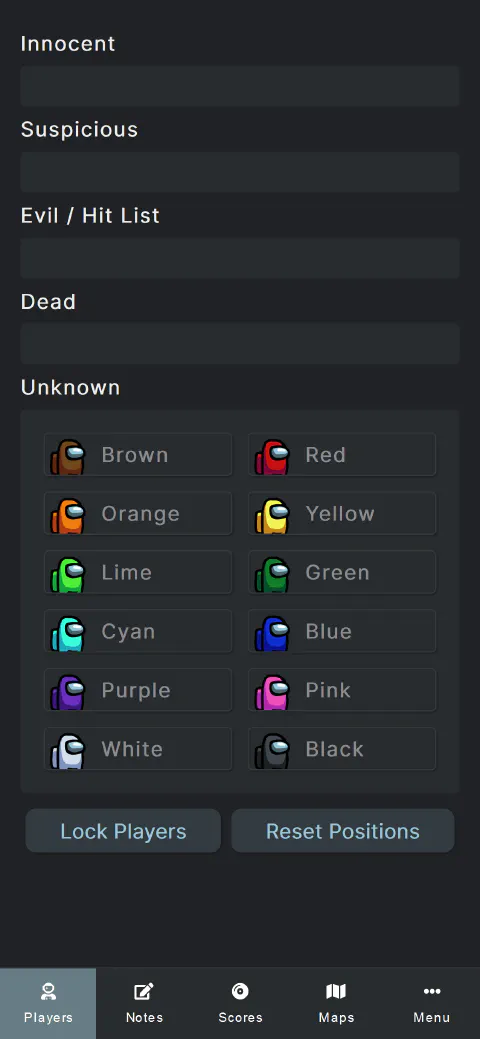 Innocent
Suspicious
Evil / Hit List
Dead
Unknown
Brown Red
Orange Yellow
Lime Green
Cyan Blue
Purple Pink
White Black
Lock Players Reset Positions
Players Notes Scores Maps Menu